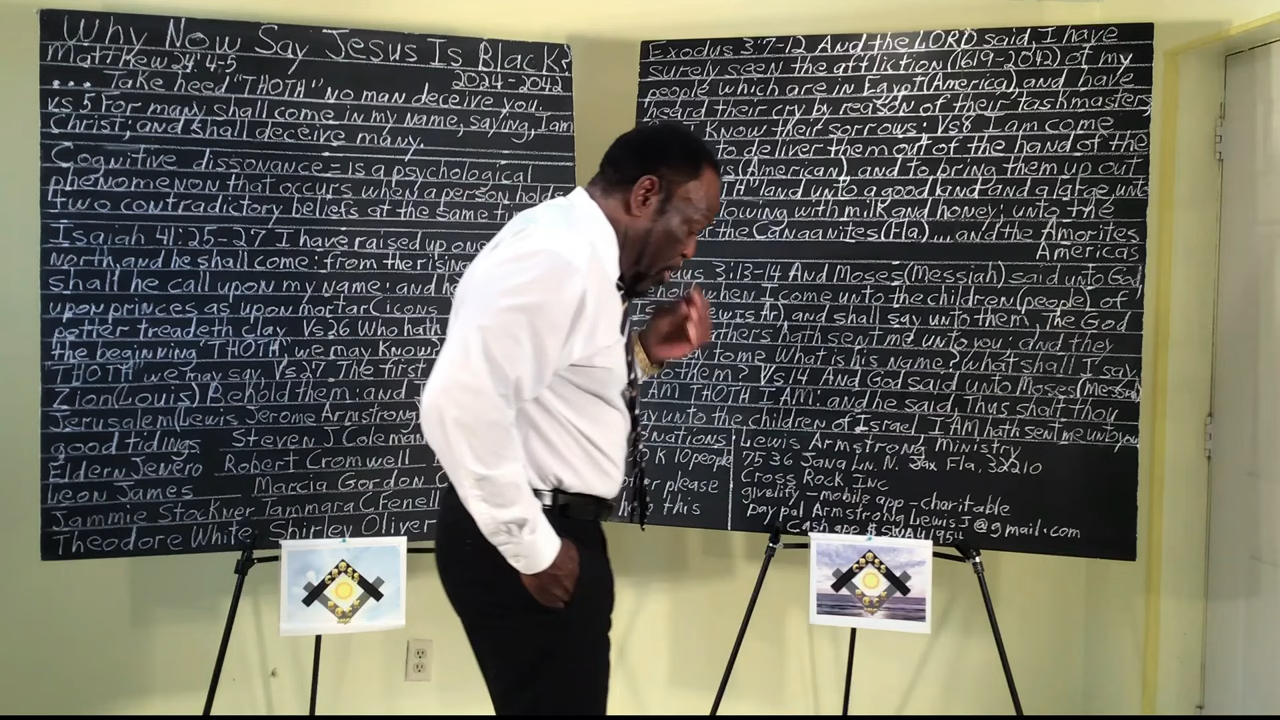 Why Now Say Jesus Is Black?
Matthew 24:4-5
2024-2042
... Take heed "THOTH" no man deceive you.
vs 5 For many shall come in my name, saying, I am
Christ; and shall deceive many.
Cognitive dissonance = is a psychological
phenomenon that occurs when a person holds
two contradictory beliefs at the same
Isaiah 41:25-27 I have raised up one
north, and he shall come: from the rising
shall he call upon my name: and he
upon princes as upon mortar (icons
potter treadeth clay. Vs 26 Who hath
the beginning "THOTH" we may know?
"THOTH" we may say, Vs 27 The first
Zion (Louis) Behold them: and I
Jerusalem (Lewis Jerome Armstrong)
good tidings Steven J Coleman
Eldern Jenero Robert Cromwell
Leon James Marcia Gordon
Jammie Stockner Tammara C Fenell
Theodore White Shirley Oliver
Exodus 3:7-12 And the LORD said, I have
surely seen the affliction (1619-2042) of my
people which are in Egypt (America), and have
heard their cry by reason of their taskmasters
I Know their sorrows; Vs 8 I am come
to deliver them out of the hand of the
(American), and to bring them up out
land unto a good land and a large, unto
flowing with milk and honey; unto the
of the Canaanites (Fla) ... and the Amorites
Americas
3:13-14 And Moses (Messiah) said unto God,
when I come unto the children (people) of
(Lewis Ar) and shall say unto them, The God
fathers hath sent me unto you; and they
say to me What is his name? what shall I say
them? Vs 14 And God said unto Moses (Messiah)
AM THOTH I AM: and he said, Thus shalt thou
unto the children of Israel I AM hath sent me unto you
Donations
10 K 10 people
please
this
Lewis Armstrong Ministry
7536 Jana Ln. N. Jax Fla. 32210
Cross Rock Inc
givelify - mobile app - charitable
pay pal ArmstrongLewisJ@gmail.com
Cash app $SWAU1954